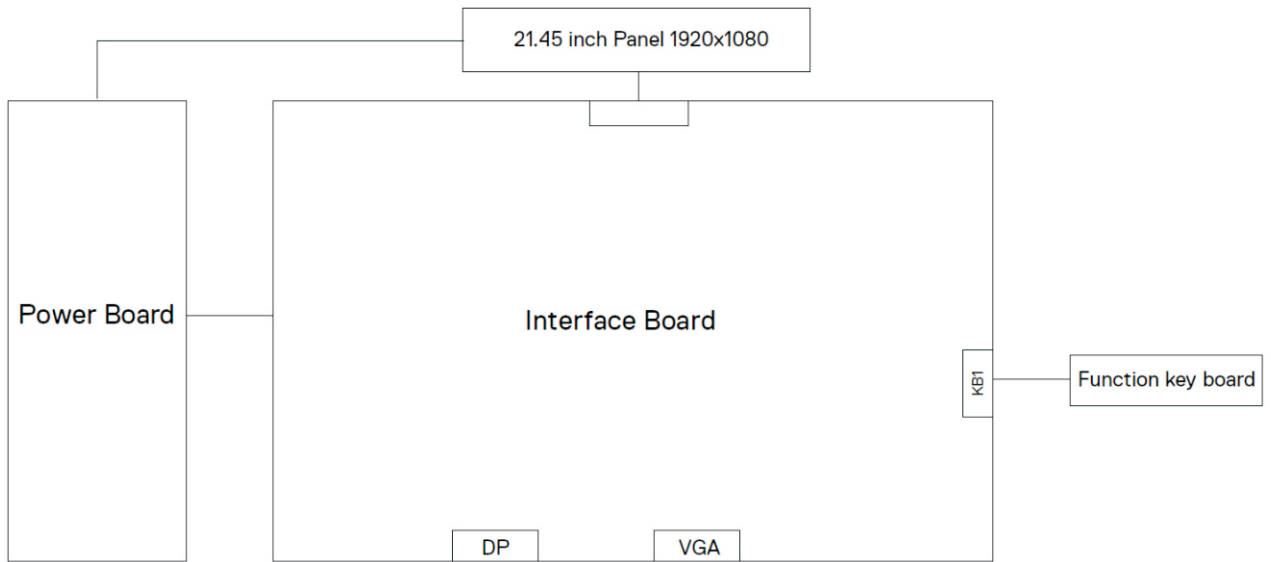 21.45 inch Panel 1920x1080
Power Board
Interface Board
KB1
Function key board
DP
VGA